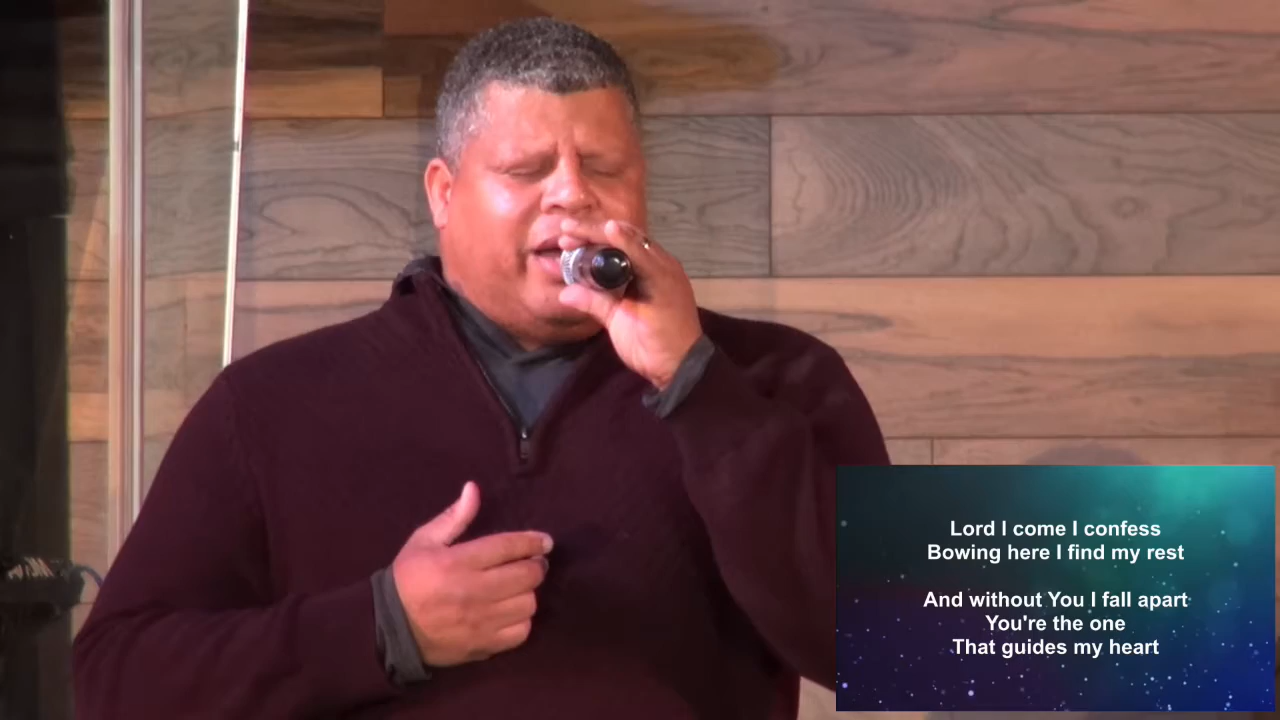 Lord I come I confess
Bowing here I find my rest
And without You I fall apart
You're the one
That guides my heart